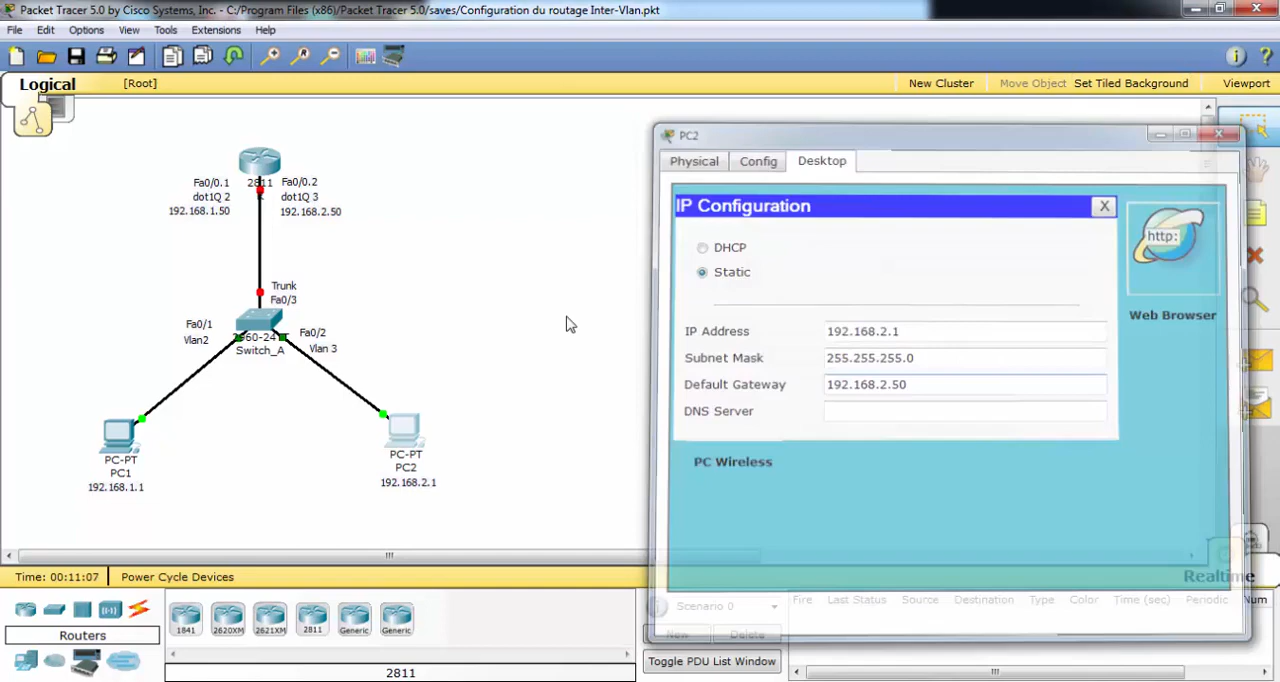 Packet Tracer 5.0 by Cisco Systems, Inc. - C:/Program Files (x86)/Packet Tracer 5.0/saves/Configuration du routage Inter-Vlan.pkt
File Edit Options View Tools Extensions Help
Logical [Root] New Cluster Move Object Set Tiled Background Viewport
PC2
Physical Config Desktop
IP Configuration X
DHCP
Static
IP Address 192.168.2.1
Subnet Mask 255.255.255.0
Default Gateway 192.168.2.50
DNS Server
http:
Web Browser
PC Wireless
Fa0/0.1
dot1Q 2
192.168.1.50
2811
Fa0/0.2
dot1Q 3
192.168.2.50
Trunk
Fa0/3
Fa0/1
Vlan2
Switch_A
Fa0/2
Vlan 3
PC-PT
PC1
192.168.1.1
PC-PT
PC2
192.168.2.1
Time: 00:11:07 Power Cycle Devices Realtime
Routers
1841 2620XM 2621XM 2811 Generic Generic
2811
Scenario 0
New Delete
Toggle PDU List Window
Fire Last Status Source Destination Type Color Time (sec) Periodic Num